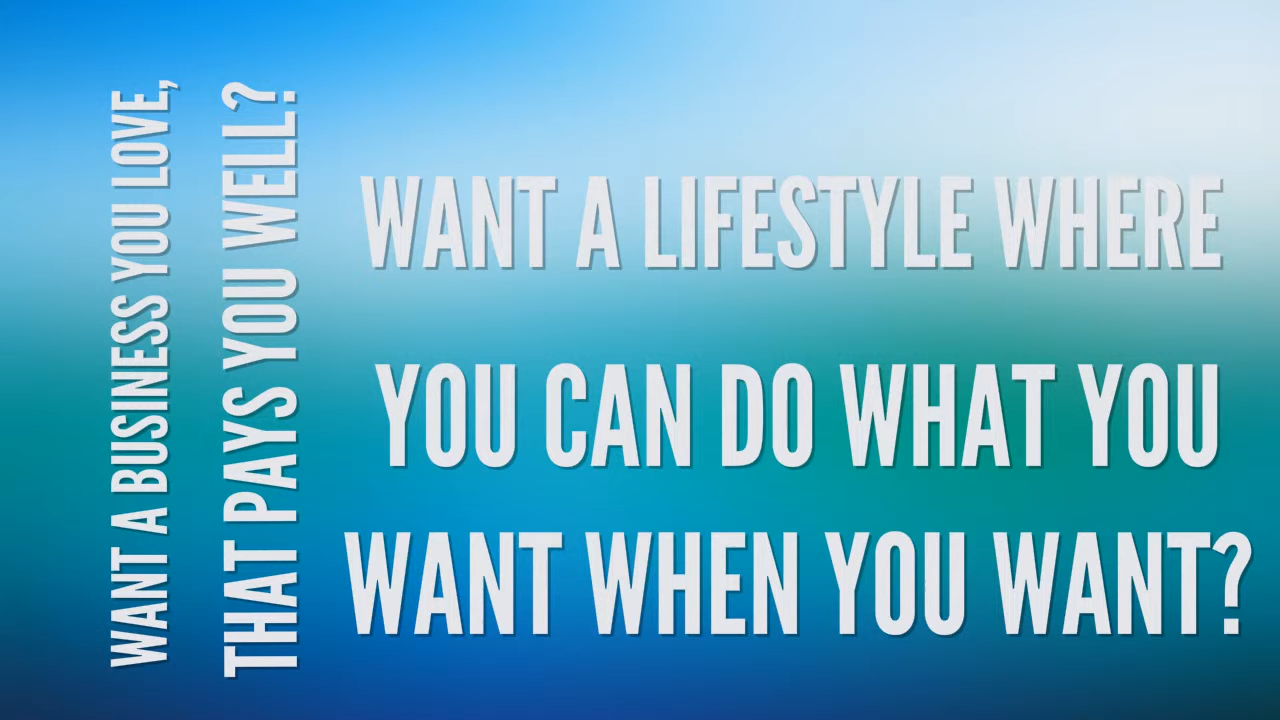 WANT A BUSINESS YOU LOVE,
THAT PAYS YOU WELL?
WANT A LIFESTYLE WHERE
YOU CAN DO WHAT YOU
WANT WHEN YOU WANT?